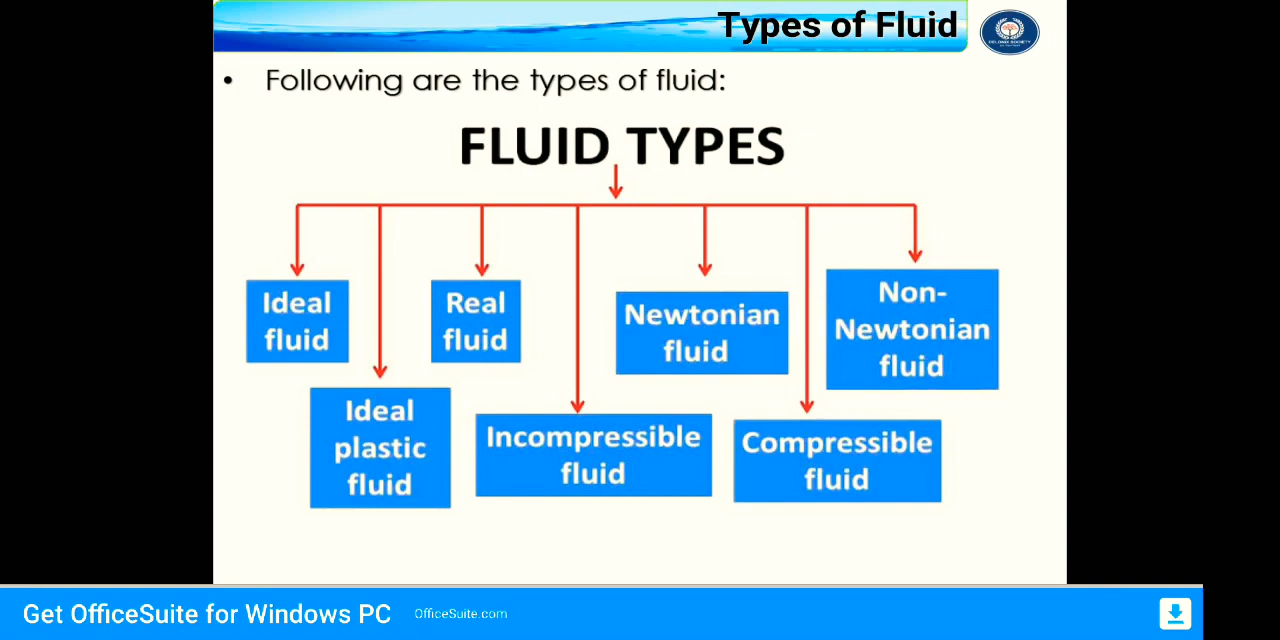 Types of Fluid
• Following are the types of fluid:
FLUID TYPES
Ideal
fluid
Real
fluid
Newtonian
fluid
Non-
Newtonian
fluid
Ideal
plastic
fluid
Incompressible
fluid
Compressible
fluid
Get OfficeSuite for Windows PC OfficeSuite.com